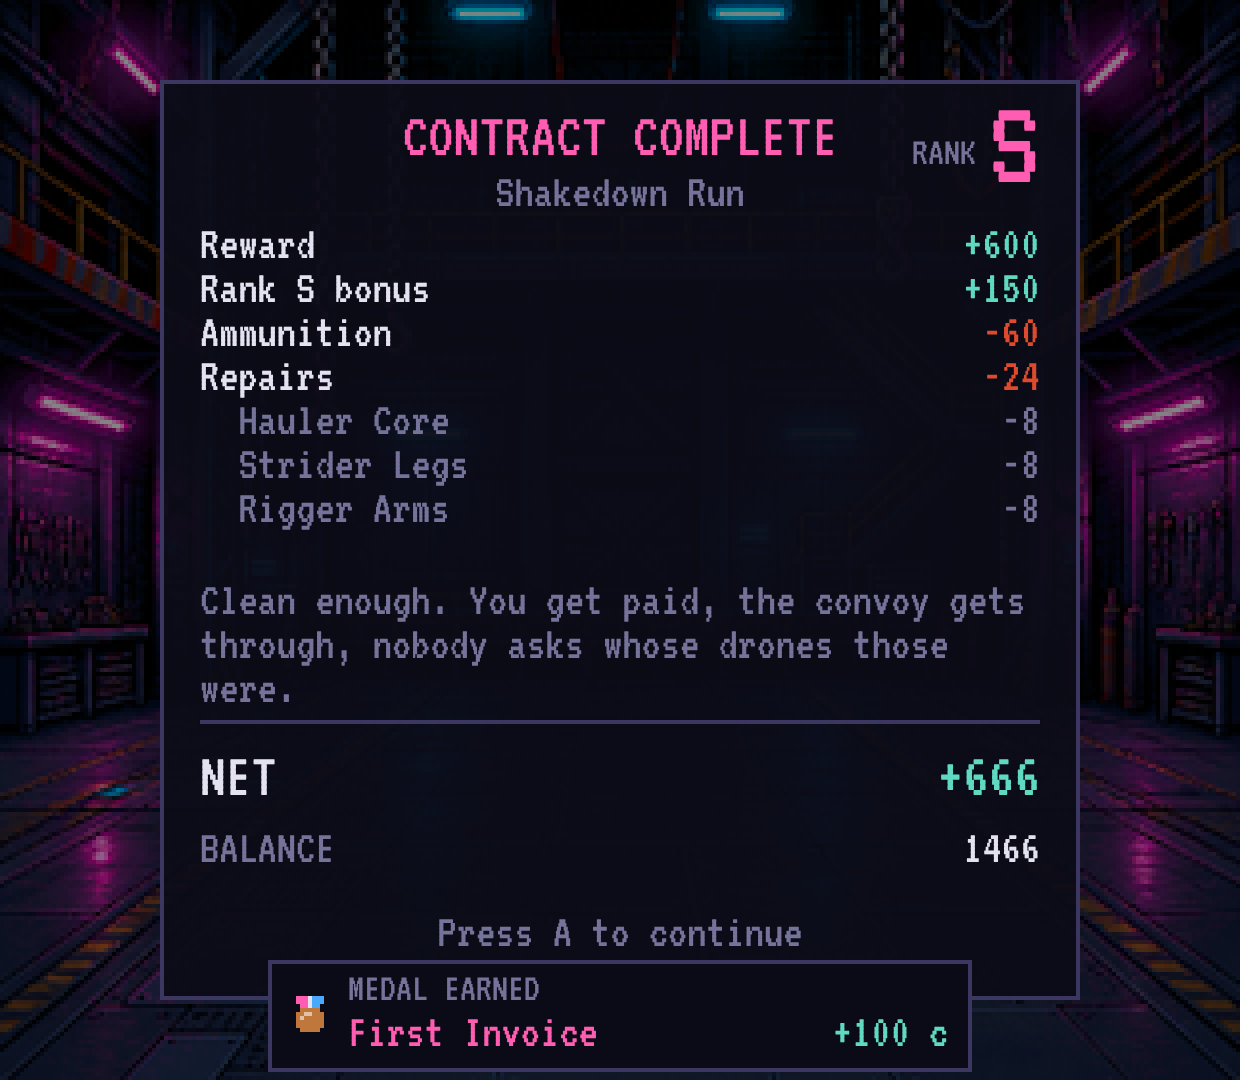 CONTRACT COMPLETE
RANK S
Shakedown Run
Reward +600
Rank S bonus +150
Ammunition -60
Repairs -24
Hauler Core -8
Strider Legs -8
Rigger Arms -8
Clean enough. You get paid, the convoy gets
through, nobody asks whose drones those
were.
NET +666
BALANCE 1466
Press A to continue
MEDAL EARNED
First Invoice +100 c